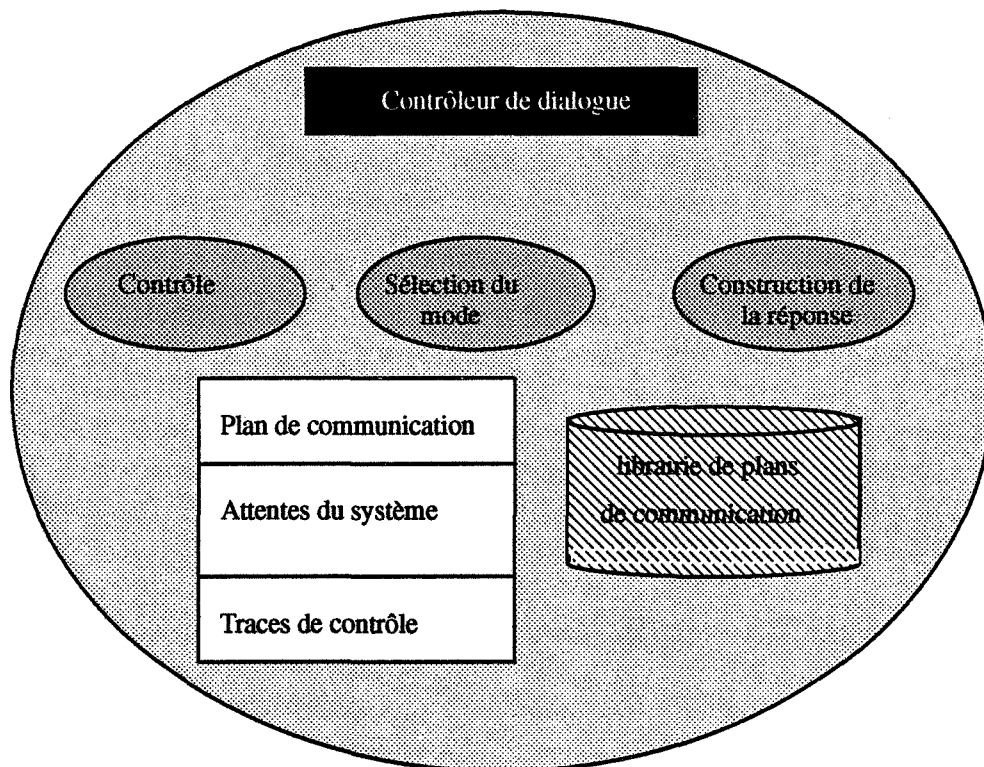 Contrôleur de dialogue
Contrôle
Sélection du
mode
Construction de
la réponse
Plan de communication
Attentes du système
Traces de contrôle
librairie de plans
de communication